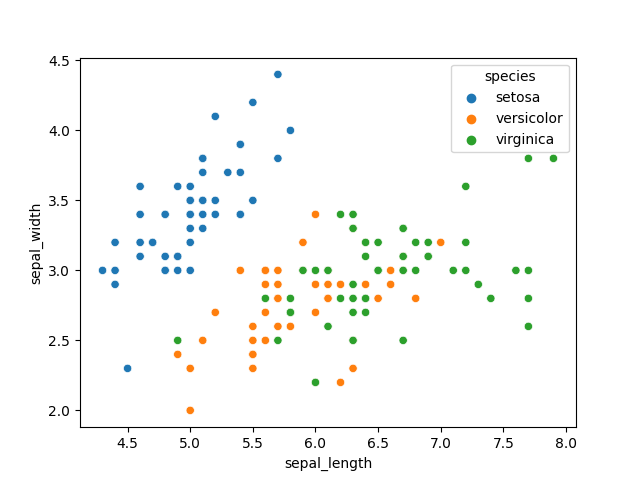 4.5
4.0
3.5
3.0
2.5
2.0
sepal_width
species
setosa
versicolor
virginica
4.5 5.0 5.5 6.0 6.5 7.0 7.5 8.0
sepal_length